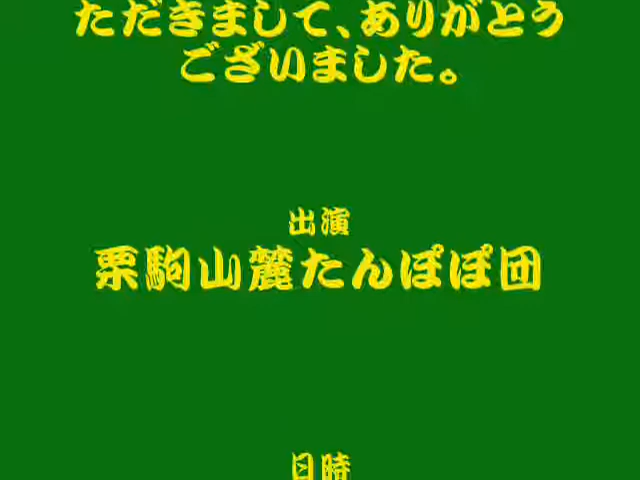 ただきまして、ありがとう
ございました。
出演
栗駒山麓たんぽぽ団
日時